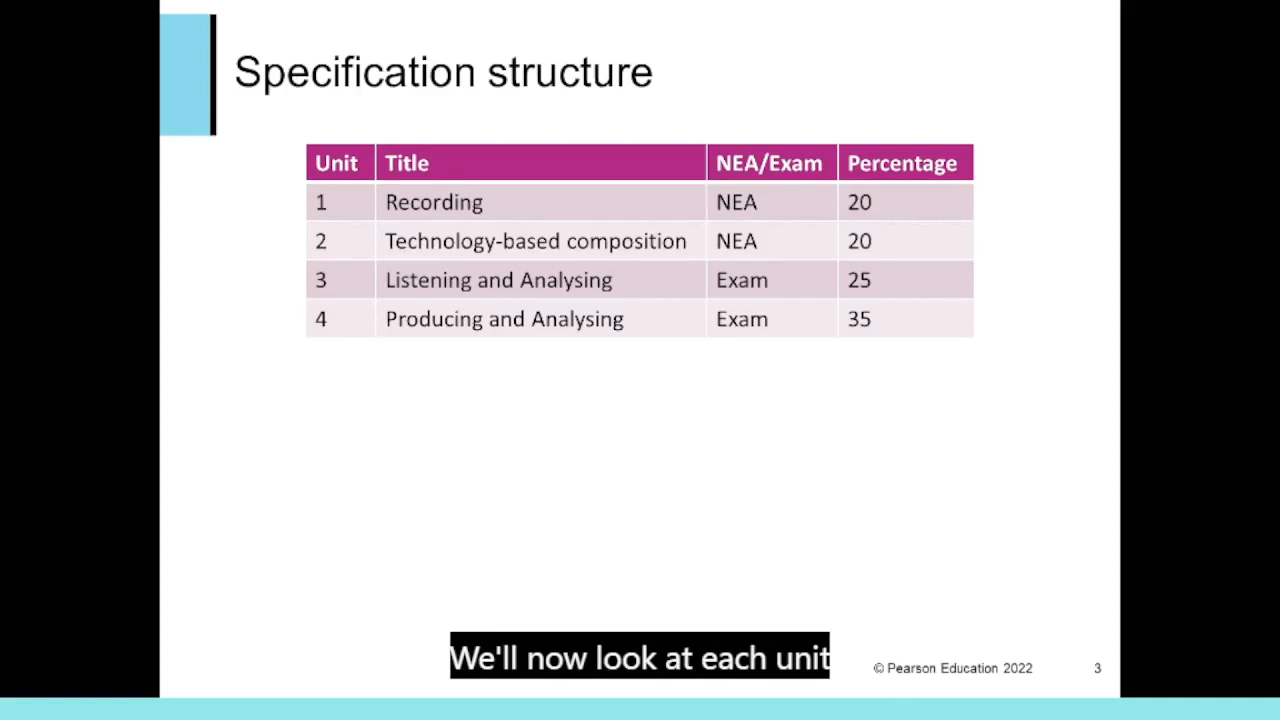 Specification structure
Unit Title NEA/Exam Percentage
1 Recording NEA 20
2 Technology-based composition NEA 20
3 Listening and Analysing Exam 25
4 Producing and Analysing Exam 35
We'll now look at each unit
© Pearson Education 2022 3